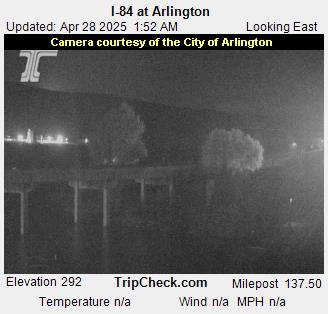 I-84 at Arlington
Updated: Apr 28 2025 1:52 AM Looking East
Camera courtesy of the City of Arlington
Elevation 292 TripCheck.com Milepost 137.50
Temperature n/a Wind n/a MPH n/a